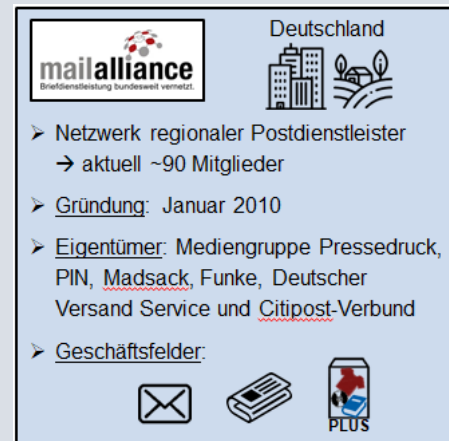 Deutschland
mailalliance
Briefdienstleistung bundesweit vernetzt.
➢ Netzwerk regionaler Postdienstleister
→ aktuell ~90 Mitglieder
➢ Gründung: Januar 2010
➢ Eigentümer: Mediengruppe Pressedruck,
PIN, Madsack, Funke, Deutscher
Versand Service und Citipost-Verbund
➢ Geschäftsfelder:
PLUS